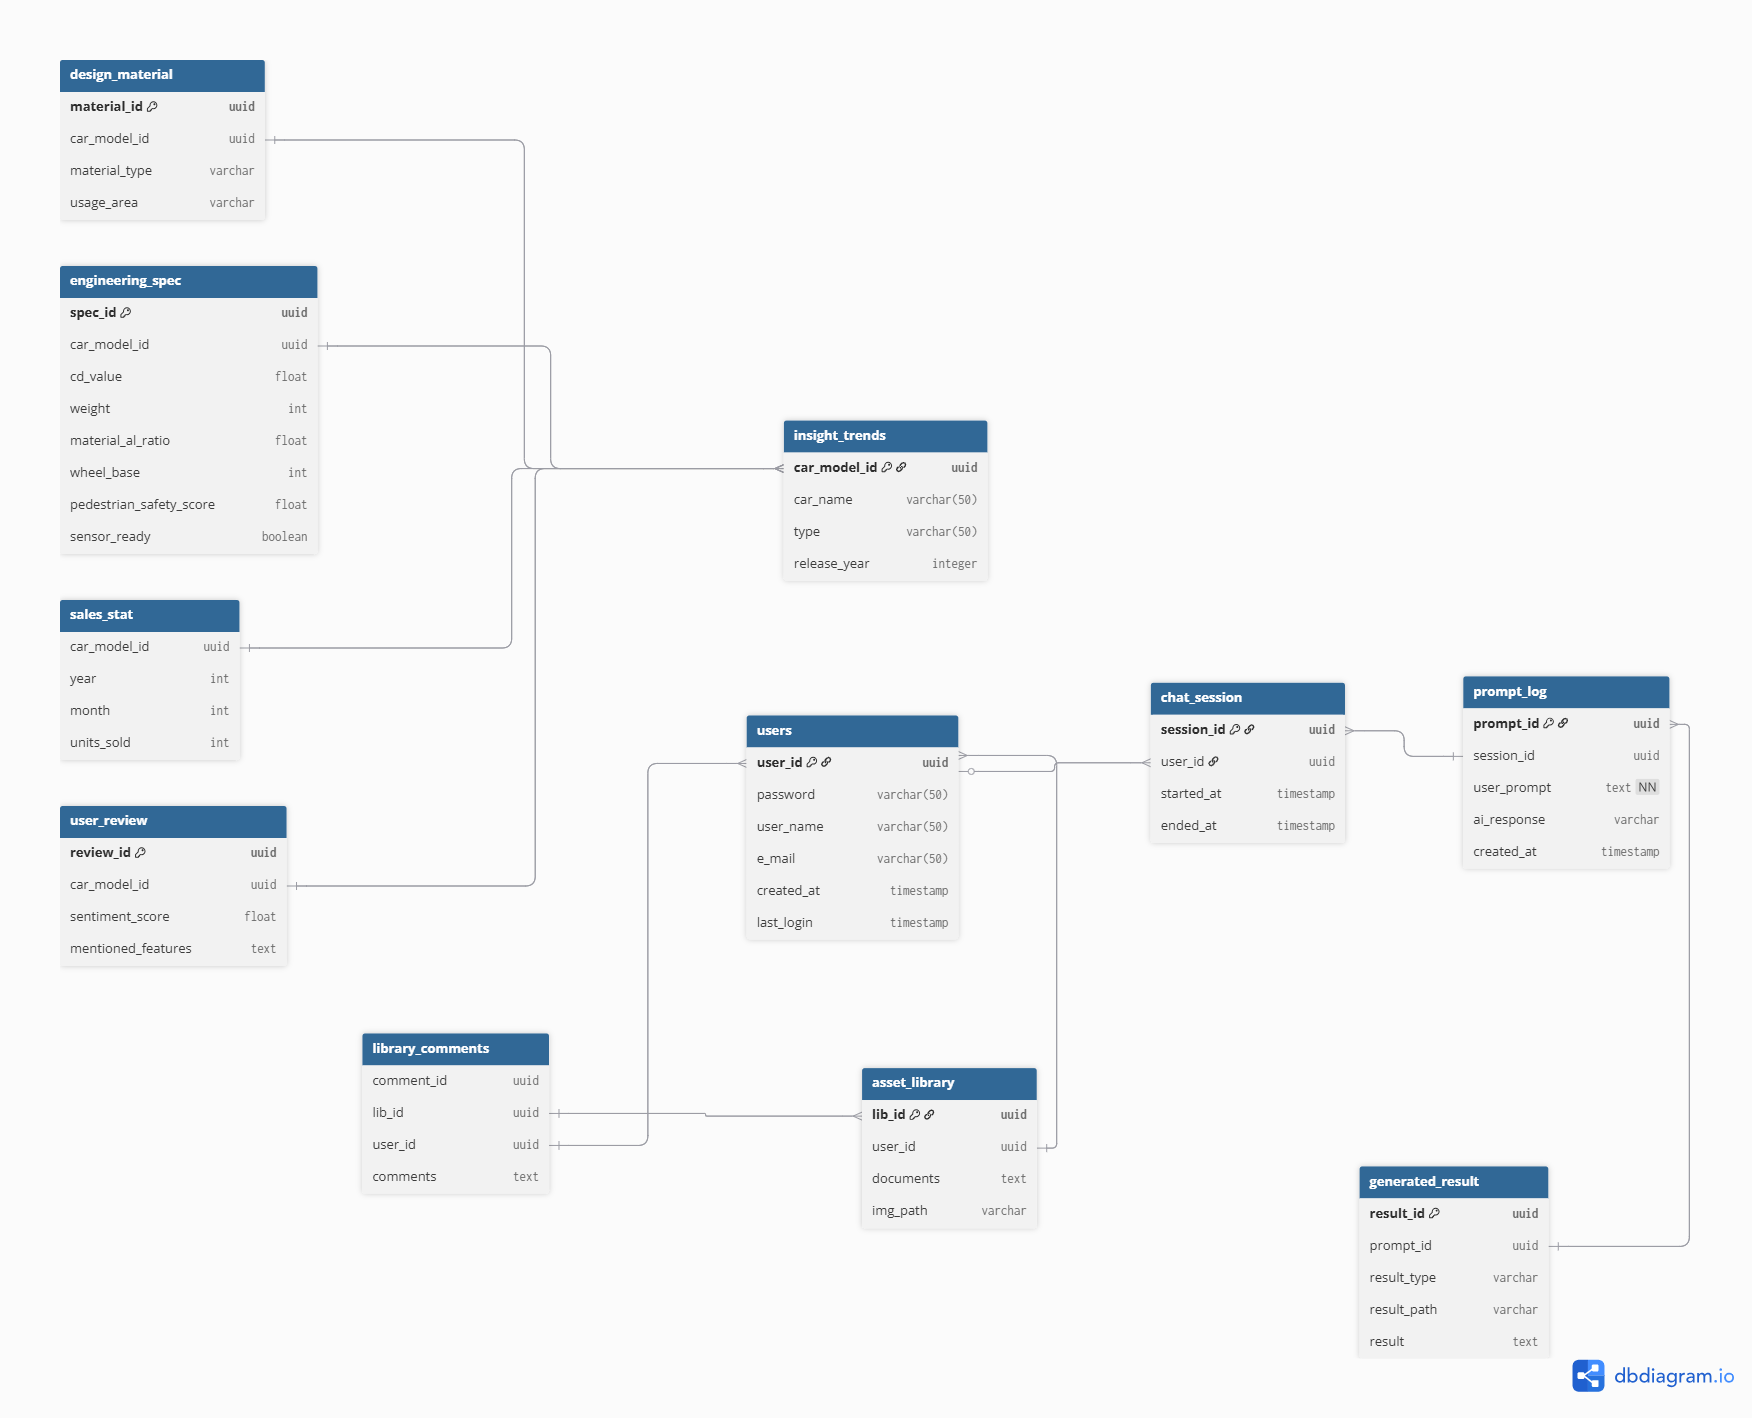 design_material
material_id uuid
car_model_id uuid
material_type varchar
usage_area varchar
engineering_spec
spec_id uuid
car_model_id uuid
cd_value float
weight int
material_al_ratio float
wheel_base int
pedestrian_safety_score float
sensor_ready boolean
sales_stat
car_model_id uuid
year int
month int
units_sold int
user_review
review_id uuid
car_model_id uuid
sentiment_score float
mentioned_features text
insight_trends
car_model_id uuid
car_name varchar(50)
type varchar(50)
release_year integer
users
user_id uuid
password varchar(50)
user_name varchar(50)
e_mail varchar(50)
created_at timestamp
last_login timestamp
chat_session
session_id uuid
user_id uuid
started_at timestamp
ended_at timestamp
prompt_log
prompt_id uuid
session_id uuid
user_prompt text NN
ai_response varchar
created_at timestamp
library_comments
comment_id uuid
lib_id uuid
user_id uuid
comments text
asset_library
lib_id uuid
user_id uuid
documents text
img_path varchar
generated_result
result_id uuid
prompt_id uuid
result_type varchar
result_path varchar
result text
dbdiagram.io